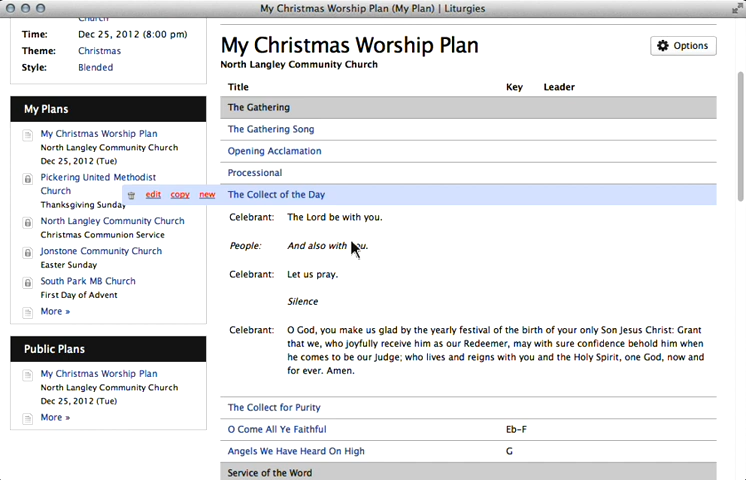 My Christmas Worship Plan (My Plan) | Liturgies
Church
Time: Dec 25, 2012 (8:00 pm)
Theme: Christmas
Style: Blended
My Plans
My Christmas Worship Plan
North Langley Community Church
Dec 25, 2012 (Tue)
Pickering United Methodist
Church
Thanksgiving Sunday
North Langley Community Church
Christmas Communion Service
Jonstone Community Church
Easter Sunday
South Park MB Church
First Day of Advent
More »
Public Plans
My Christmas Worship Plan
North Langley Community Church
Dec 25, 2012 (Tue)
More »
My Christmas Worship Plan
Options
North Langley Community Church
Title Key Leader
The Gathering
The Gathering Song
Opening Acclamation
Processional
edit copy new The Collect of the Day
Celebrant: The Lord be with you.
People: And also with you.
Celebrant: Let us pray.
Silence
Celebrant: O God, you make us glad by the yearly festival of the birth of your only Son Jesus Christ: Grant
that we, who joyfully receive him as our Redeemer, may with sure confidence behold him when
he comes to be our Judge; who lives and reigns with you and the Holy Spirit, one God, now and
for ever. Amen.
The Collect for Purity
O Come All Ye Faithful Eb-F
Angels We Have Heard On High G
Service of the Word